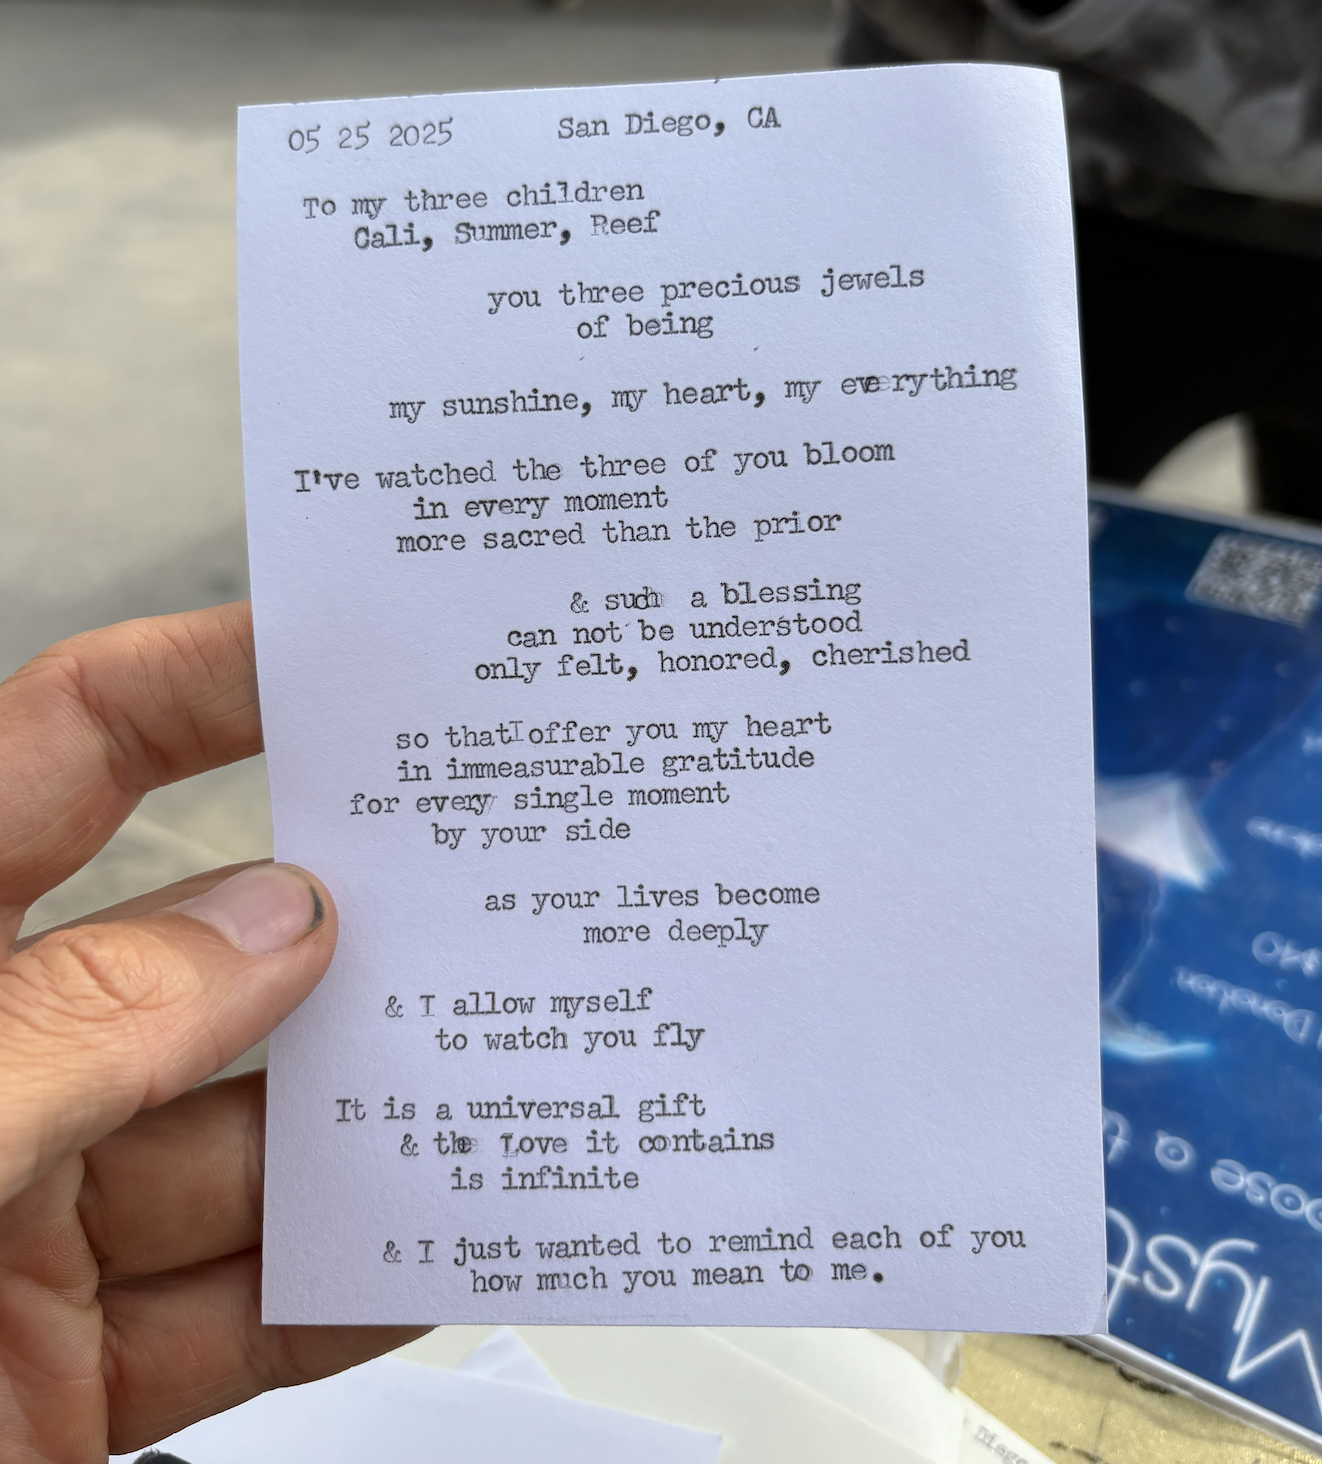 05 25 2025 San Diego, CA
To my three children
Cali, Summer, Reef
you three precious jewels
of being
my sunshine, my heart, my everything
I've watched the three of you bloom
in every moment
more sacred than the prior
& such a blessing
can not be understood
only felt, honored, cherished
so that I offer you my heart
in immeasurable gratitude
for every single moment
by your side
as your lives become
more deeply
& I allow myself
to watch you fly
It is a universal gift
& the Love it contains
is infinite
& I just wanted to remind each of you
how much you mean to me.
$40
Donation
a
Myst
Diego